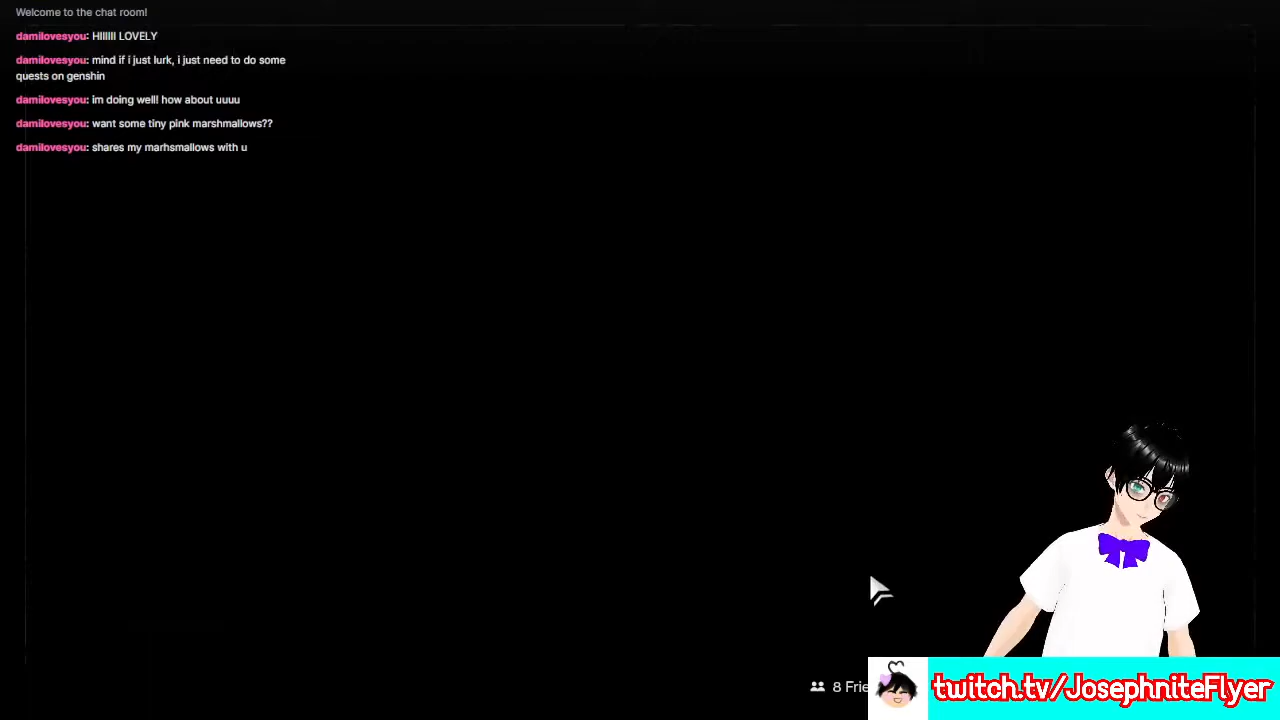 Welcome to the chat room!
damilovesyou: HIIIIII LOVELY
damilovesyou: mind if i just lurk, i just need to do some
quests on genshin
damilovesyou: im doing well! how about uuuu
damilovesyou: want some tiny pink marshmallows??
damilovesyou: shares my marhsmallows with u
8 Frie
twitch.tv/JosephniteFlyer